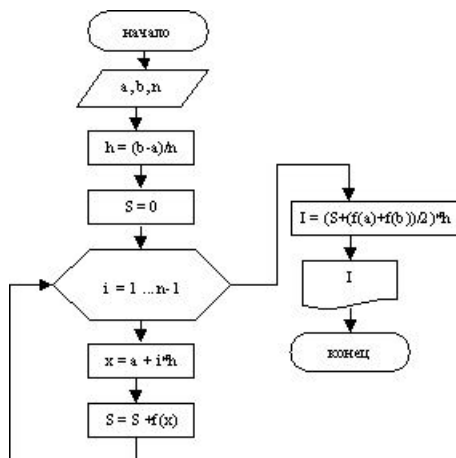 начало
a,b,n
h = (b-a)/n
S = 0
i = 1 ...n-1
x = a + i*h
S = S +f(x)
I = (S+(f(a)+f(b))/2)*h
I
конец